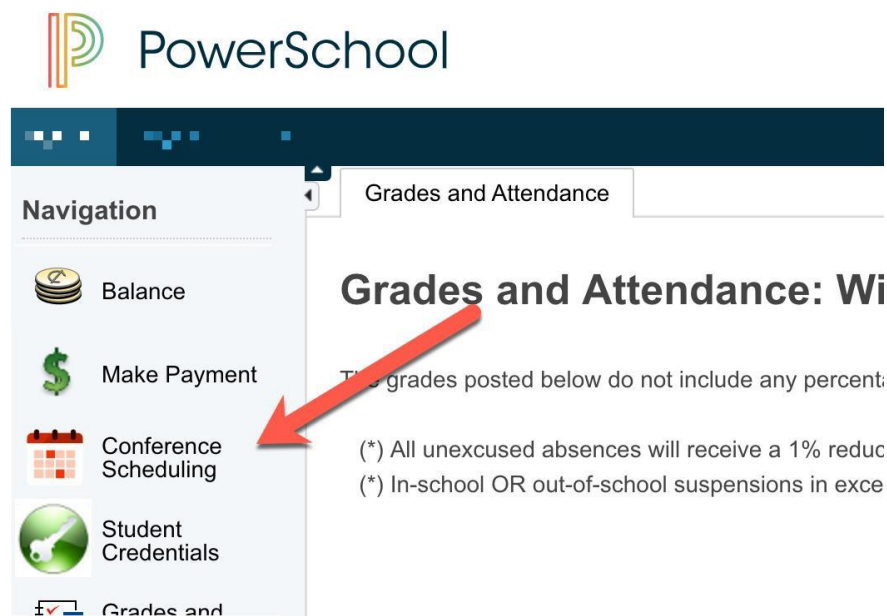 PowerSchool
Navigation
Balance
Make Payment
Conference
Scheduling
Student
Credentials
Grades and
Grades and Attendance
Grades and Attendance: Wi
The grades posted below do not include any percenta
(*) All unexcused absences will receive a 1% reduc
(*) In-school OR out-of-school suspensions in exce